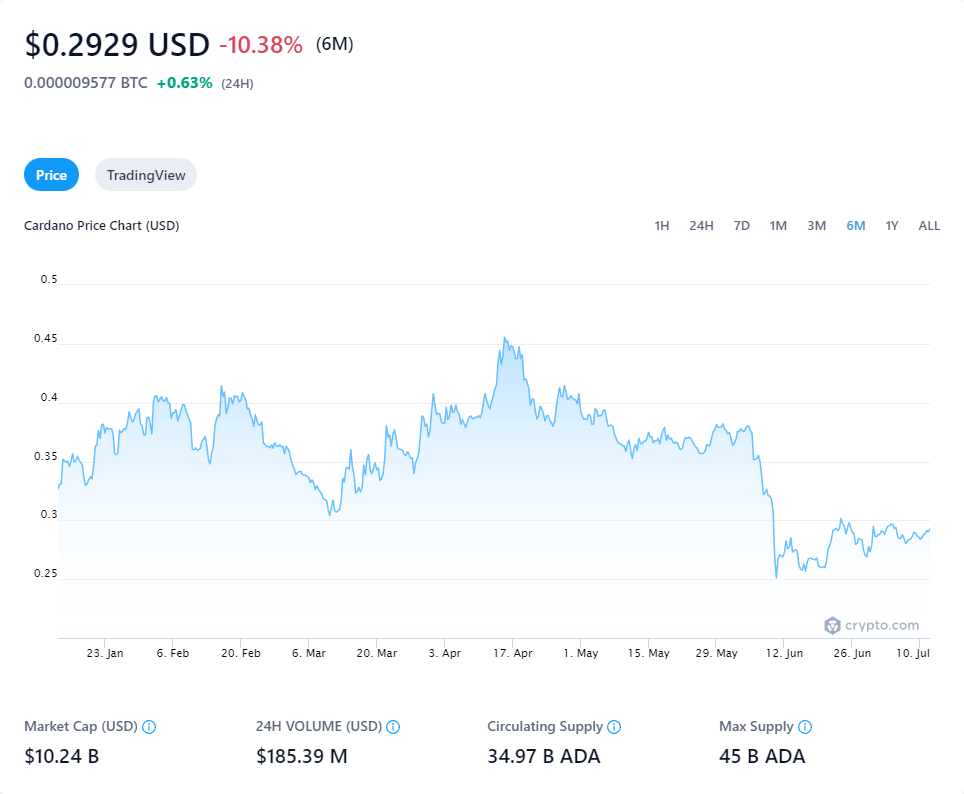 $0.2929 USD -10.38% (6M)
0.000009577 BTC +0.63% (24H)
Price TradingView
Cardano Price Chart (USD)
1H 24H 7D 1M 3M 6M 1Y ALL
0.5
0.45
0.4
0.35
0.3
0.25
crypto.com
23. Jan 6. Feb 20. Feb 6. Mar 20. Mar 3. Apr 17. Apr 1. May 15. May 29. May 12. Jun 26. Jun 10. Jul
Market Cap (USD) 24H VOLUME (USD) Circulating Supply Max Supply
$10.24 B $185.39 M 34.97 B ADA 45 B ADA